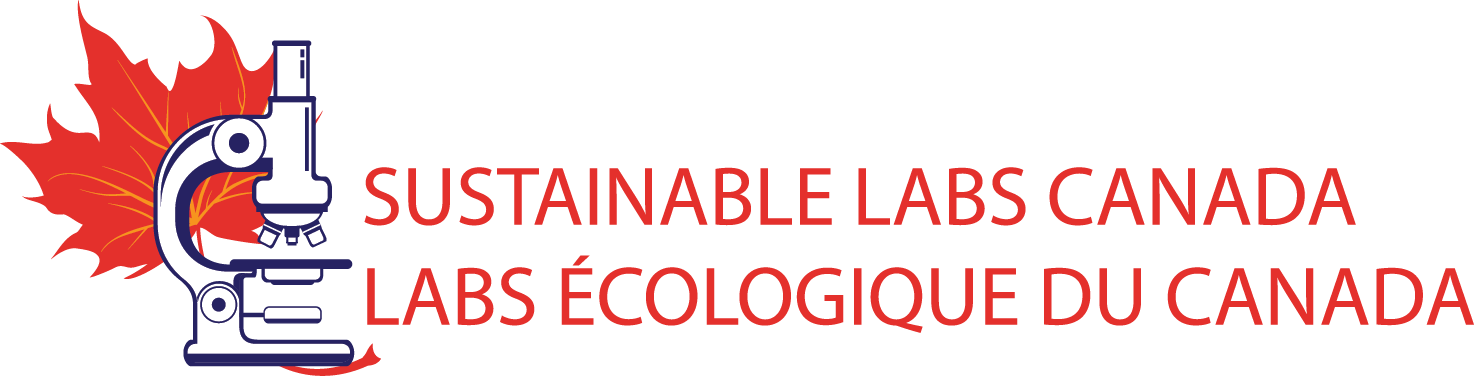 SUSTAINABLE LABS CANADA
LABS ÉCOLOGIQUE DU CANADA